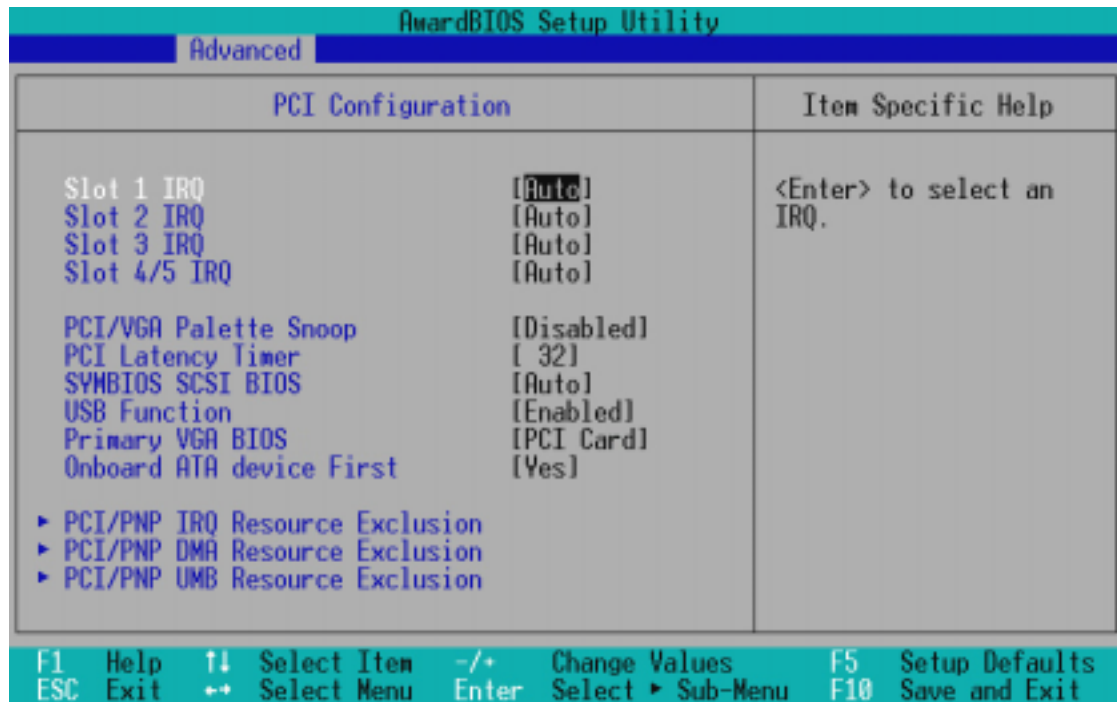 AwardBIOS Setup Utility
Advanced
PCI Configuration
Item Specific Help
Slot 1 IRQ [Auto]
Slot 2 IRQ [Auto]
Slot 3 IRQ [Auto]
Slot 4/5 IRQ [Auto]
PCI/VGA Palette Snoop [Disabled]
PCI Latency Timer [ 32]
SYMBIOS SCSI BIOS [Auto]
USB Function [Enabled]
Primary VGA BIOS [PCI Card]
Onboard ATA device First [Yes]
▸ PCI/PNP IRQ Resource Exclusion
▸ PCI/PNP DMA Resource Exclusion
▸ PCI/PNP UMB Resource Exclusion
<Enter> to select an
IRQ.
F1 Help ↑↓ Select Item -/+ Change Values F5 Setup Defaults
ESC Exit ←→ Select Menu Enter Select ▸ Sub-Menu F10 Save and Exit